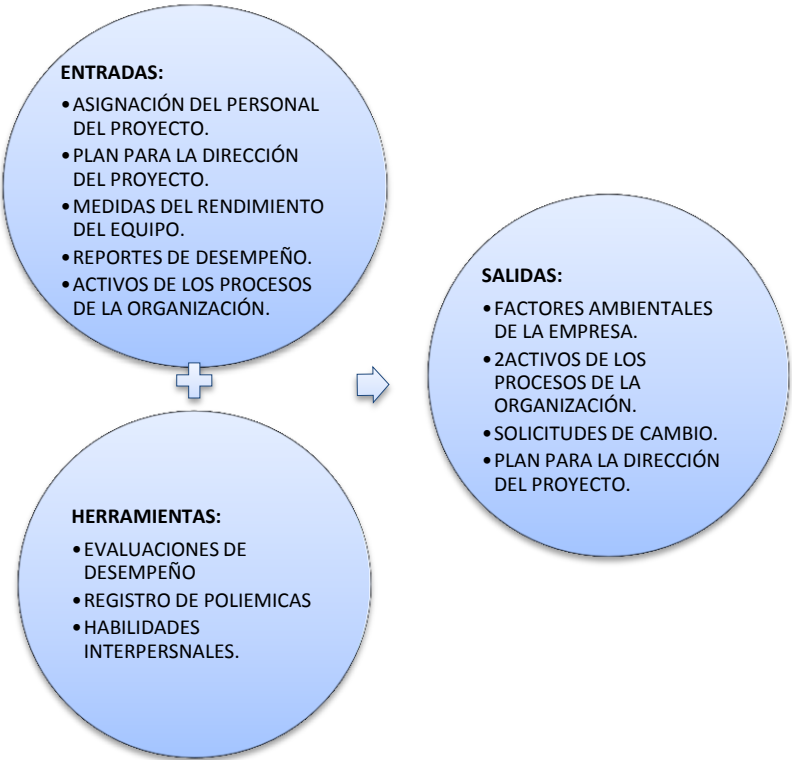 ENTRADAS:
•ASIGNACIÓN DEL PERSONAL
DEL PROYECTO.
•PLAN PARA LA DIRECCIÓN
DEL PROYECTO.
•MEDIDAS DEL RENDIMIENTO
DEL EQUIPO.
•REPORTES DE DESEMPEÑO.
•ACTIVOS DE LOS PROCESOS
DE LA ORGANIZACIÓN.
HERRAMIENTAS:
•EVALUACIONES DE
DESEMPEÑO
•REGISTRO DE POLIEMICAS
•HABILIDADES
INTERPERSNALES.
SALIDAS:
•FACTORES AMBIENTALES
DE LA EMPRESA.
•2ACTIVOS DE LOS
PROCESOS DE LA
ORGANIZACIÓN.
•SOLICITUDES DE CAMBIO.
•PLAN PARA LA DIRECCIÓN
DEL PROYECTO.